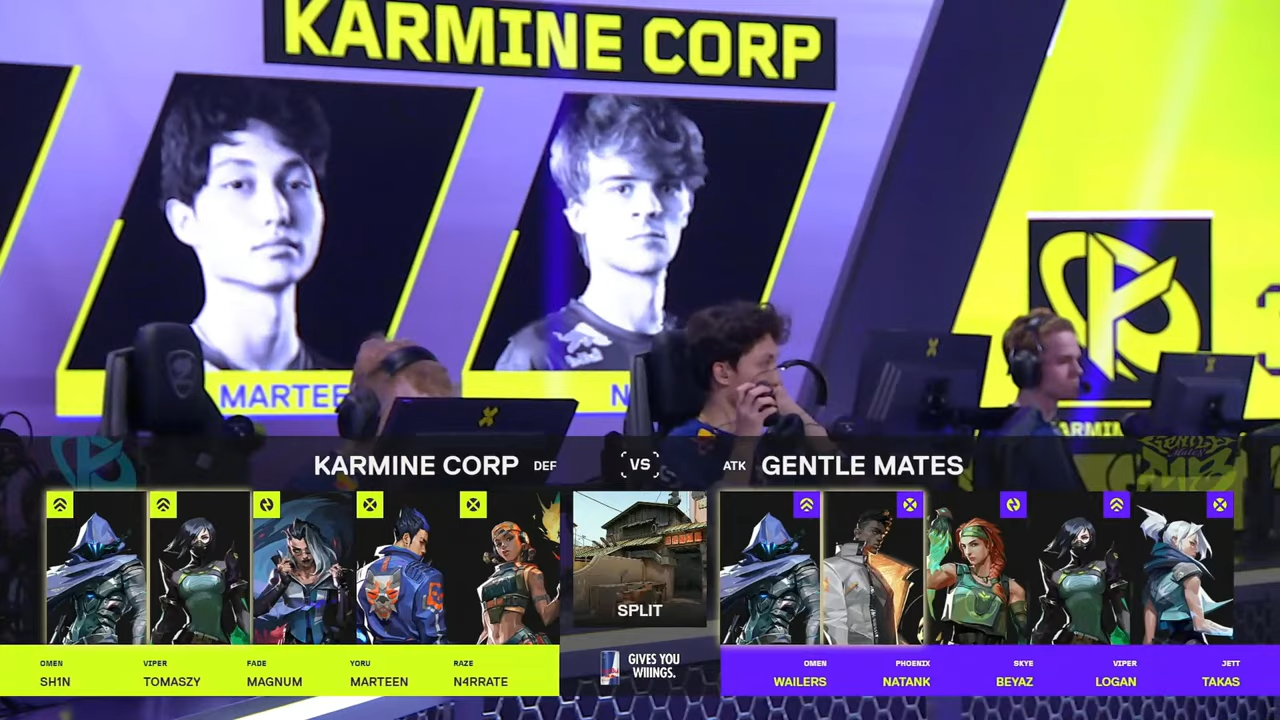 KARMINE CORP
MARTEE
N
ARMIN
KARMINE CORP DEF
VS
ATK GENTLE MATES
OMEN
SH1N
VIPER
TOMASZY
FADE
MAGNUM
YORU
MARTEEN
RAZE
N4RRATE
SPLIT
GIVES YOU
WIIINGS.
OMEN
WAILERS
PHOENIX
NATANK
SKYE
BEYAZ
VIPER
LOGAN
JETT
TAKAS